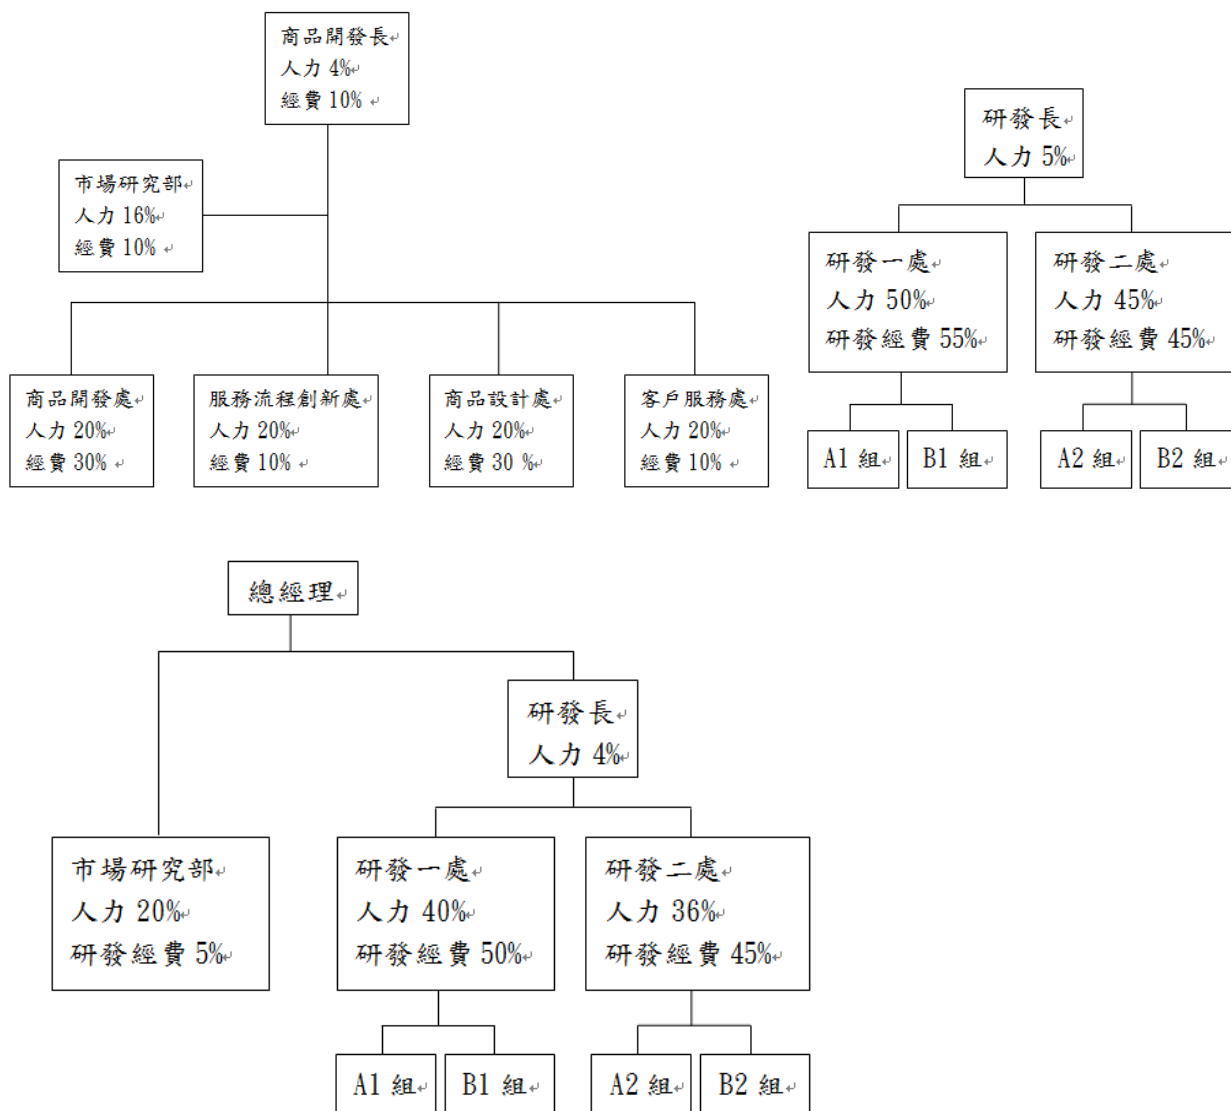 商品開發長↵
人力 4%↵
經費 10% ↵
市場研究部↵
人力 16%↵
經費 10% ↵
商品開發處↵
人力 20%↵
經費 30% ↵
服務流程創新處↵
人力 20%↵
經費 10% ↵
商品設計處↵
人力 20%↵
經費 30 %↵
客戶服務處↵
人力 20%↵
經費 10%↵
研發長↵
人力 5%↵
研發一處↵
人力 50%↵
研發經費 55%↵
研發二處↵
人力 45%↵
研發經費 45%↵
A1 組↵
B1 組↵
A2 組↵
B2 組↵
總經理↵
研發長↵
人力 4%↵
市場研究部↵
人力 20%↵
研發經費 5%↵
研發一處↵
人力 40%↵
研發經費 50%↵
研發二處↵
人力 36%↵
研發經費 45%↵
A1 組↵
B1 組↵
A2 組↵
B2 組↵